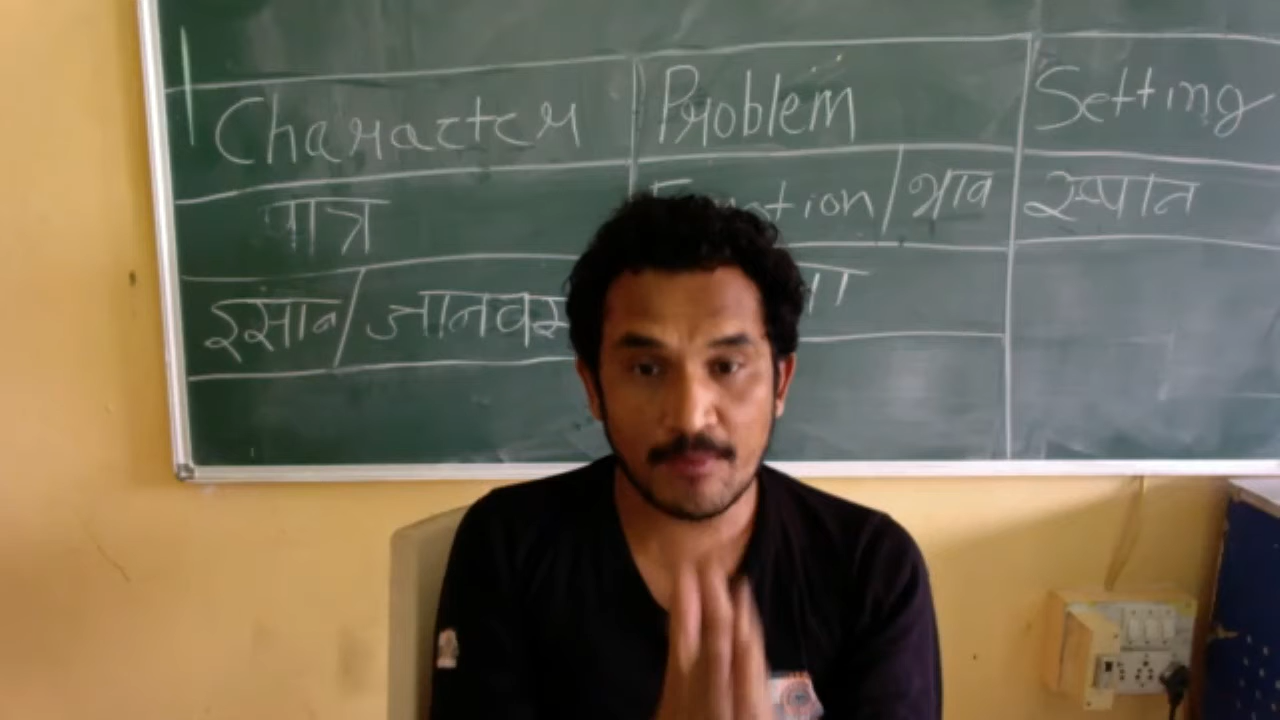 Character Problem Setting
पात्र /भाव स्थान
इंसान/जानवर